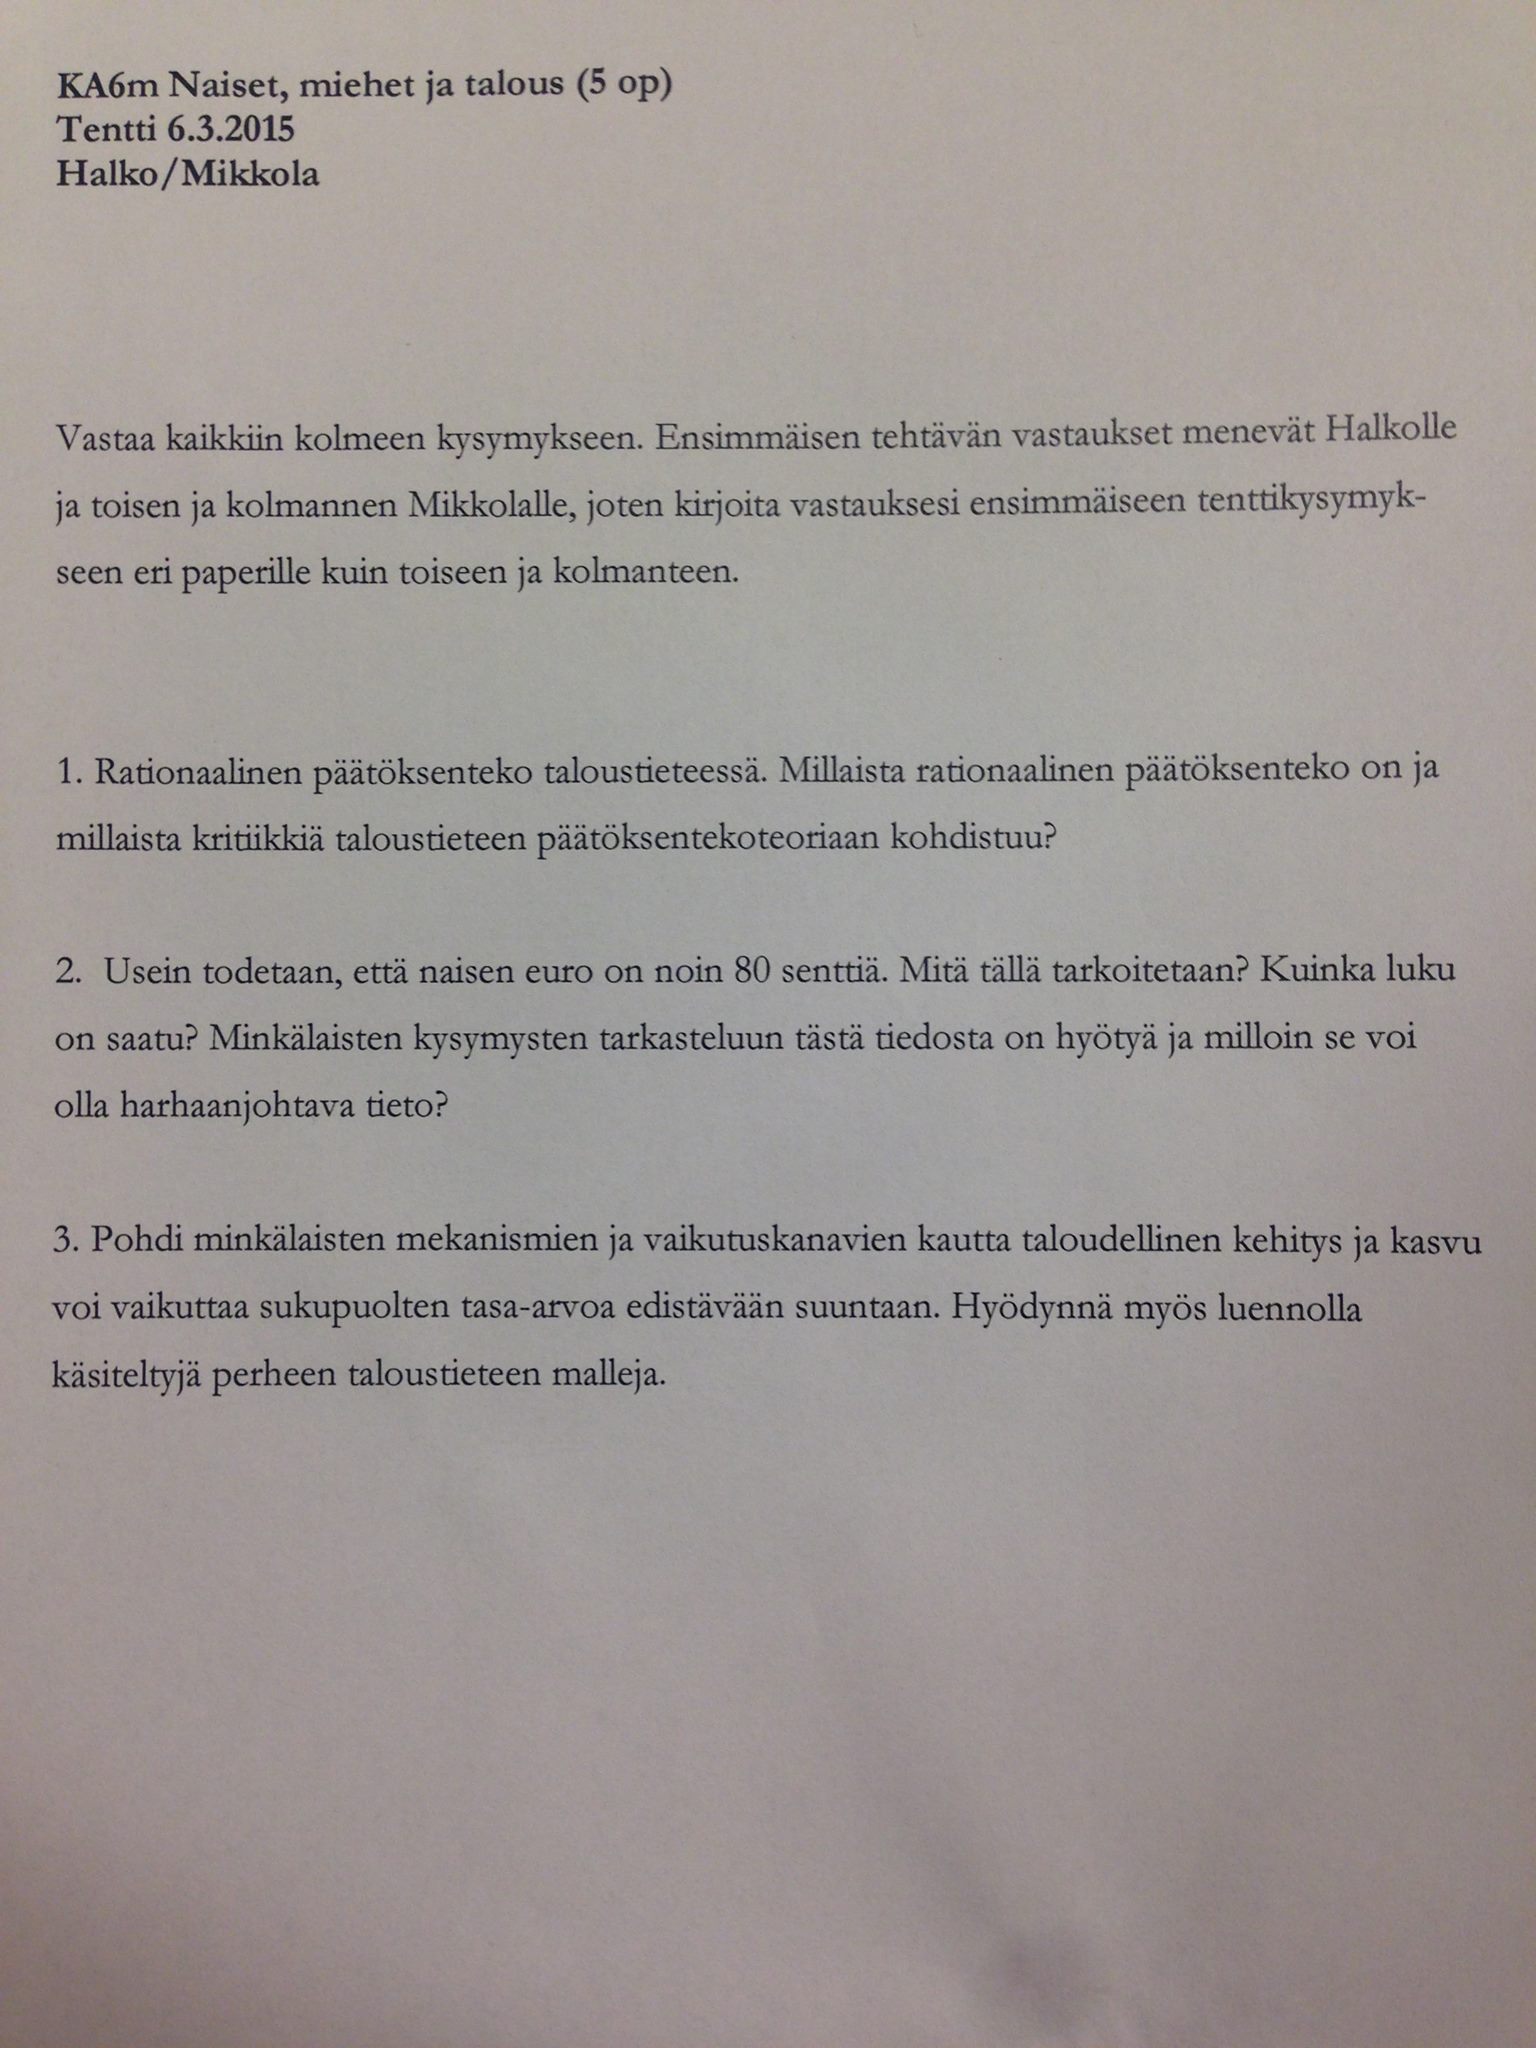 KA6m Naiset, miehet ja talous (5 op)
Tentti 6.3.2015
Halko/Mikkola
Vastaa kaikkiin kolmeen kysymykseen. Ensimmäisen tehtävän vastaukset menevät Halkolle
ja toisen ja kolmannen Mikkolalle, joten kirjoita vastauksesi ensimmäiseen tenttikysymyk-
seen eri paperille kuin toiseen ja kolmanteen.
1. Rationaalinen päätöksenteko taloustieteessä. Millaista rationaalinen päätöksenteko on ja
millaista kritiikkiä taloustieteen päätöksentekoteoriaan kohdistuu?
2. Usein todetaan, että naisen euro on noin 80 senttiä. Mitä tällä tarkoitetaan? Kuinka luku
on saatu? Minkälaisten kysymysten tarkasteluun tästä tiedosta on hyötyä ja milloin se voi
olla harhaanjohtava tieto?
3. Pohdi minkälaisten mekanismien ja vaikutuskanavien kautta taloudellinen kehitys ja kasvu
voi vaikuttaa sukupuolten tasa-arvoa edistävään suuntaan. Hyödynnä myös luennolla
käsiteltyjä perheen taloustieteen malleja.